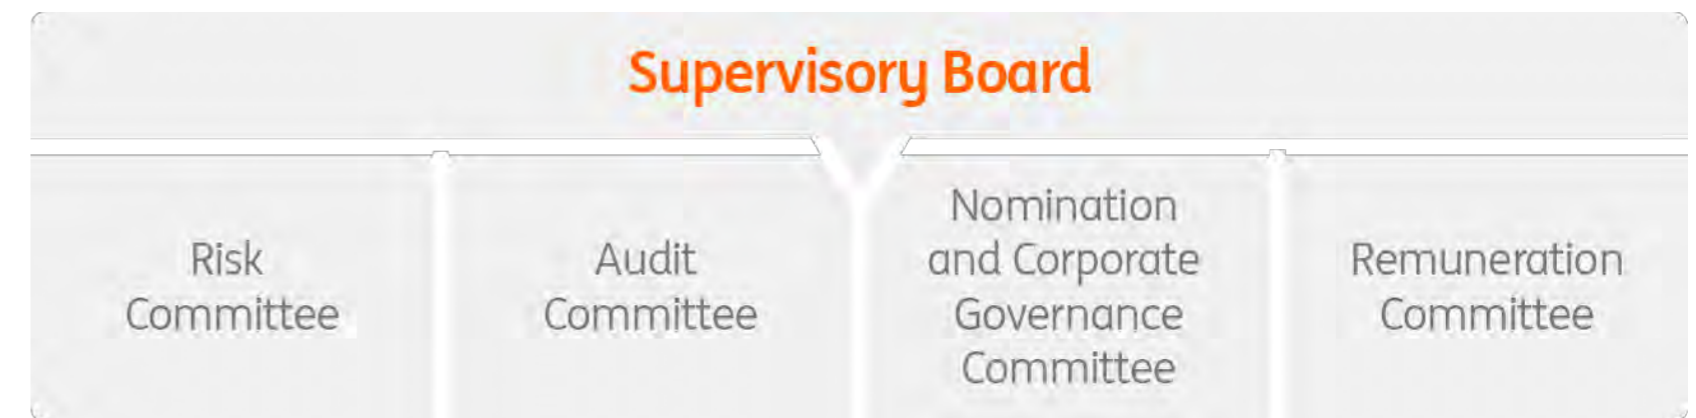 Supervisory Board
Risk
Committee
Audit
Committee
Nomination
and Corporate
Governance
Committee
Remuneration
Committee